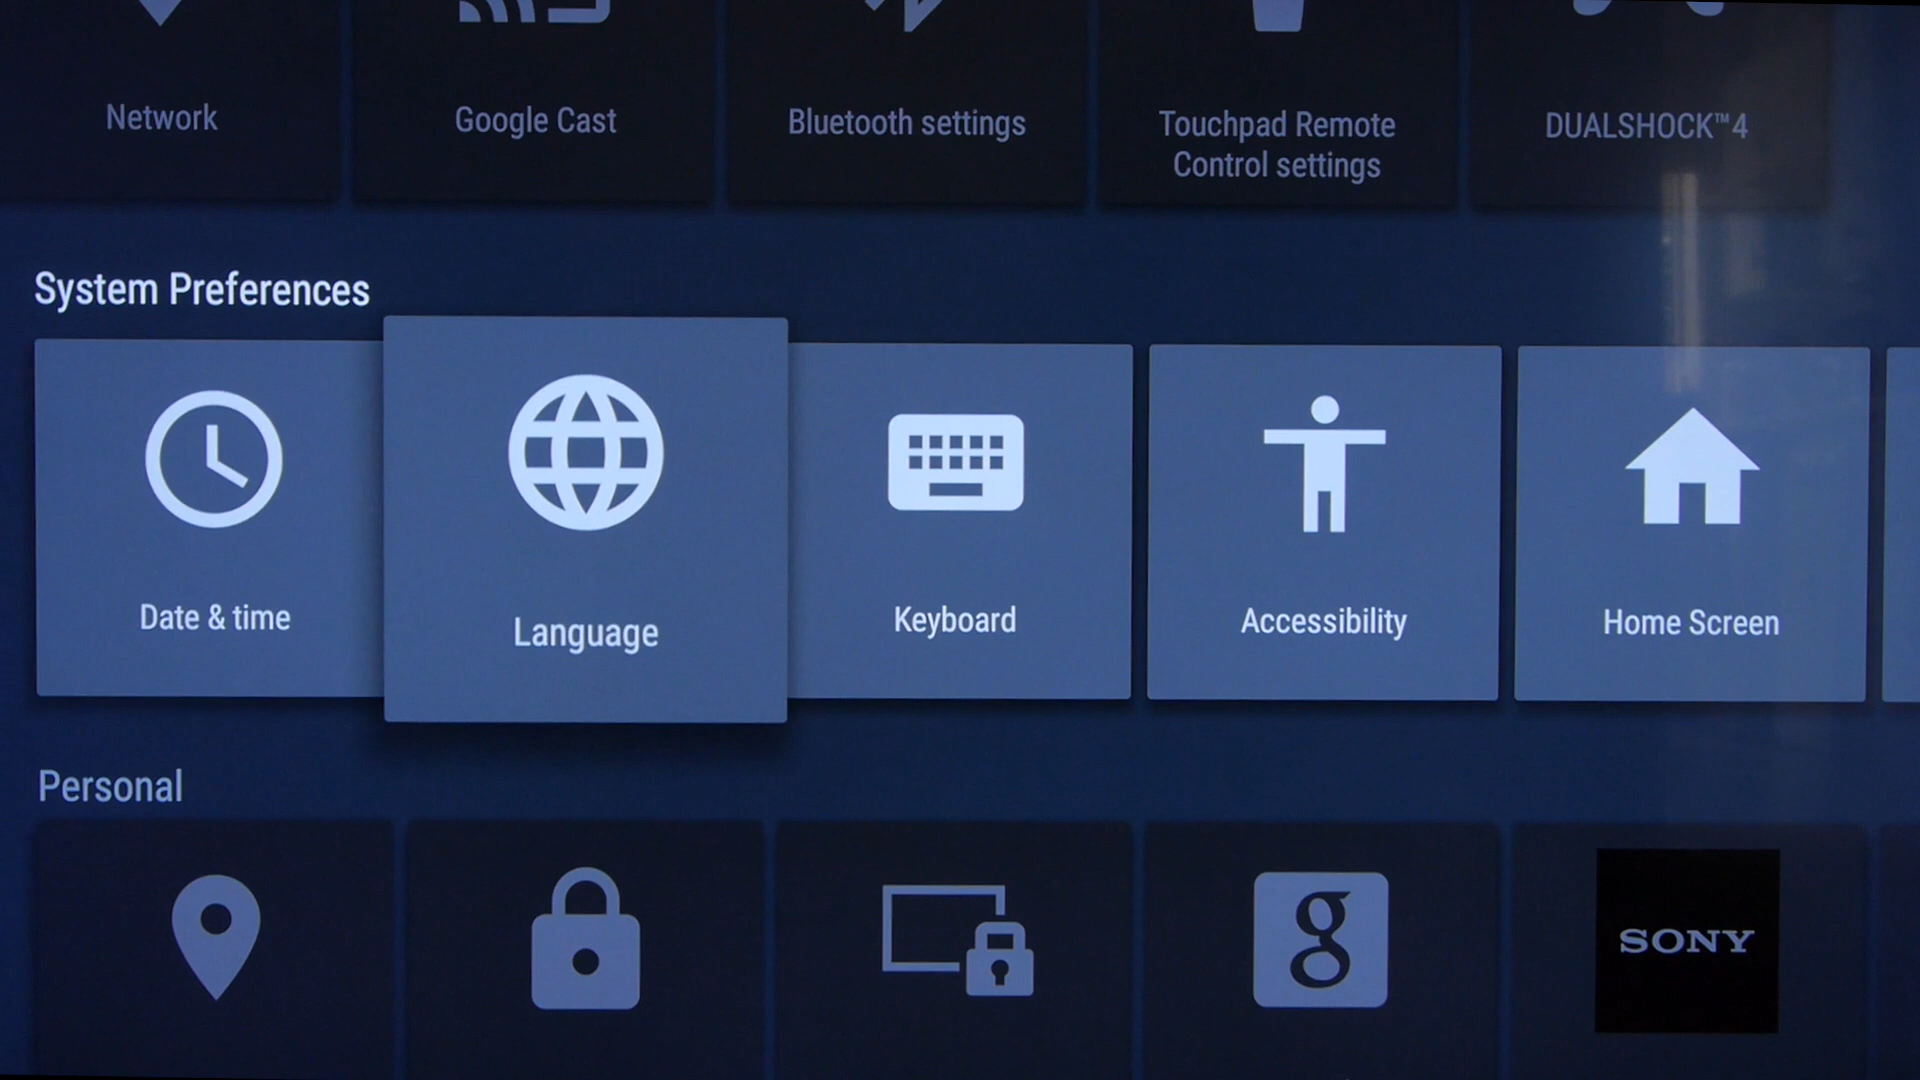 Network
Google Cast
Bluetooth settings
Touchpad Remote
Control settings
DUALSHOCK™4
System Preferences
Date & time
Language
Keyboard
Accessibility
Home Screen
Personal
g
SONY